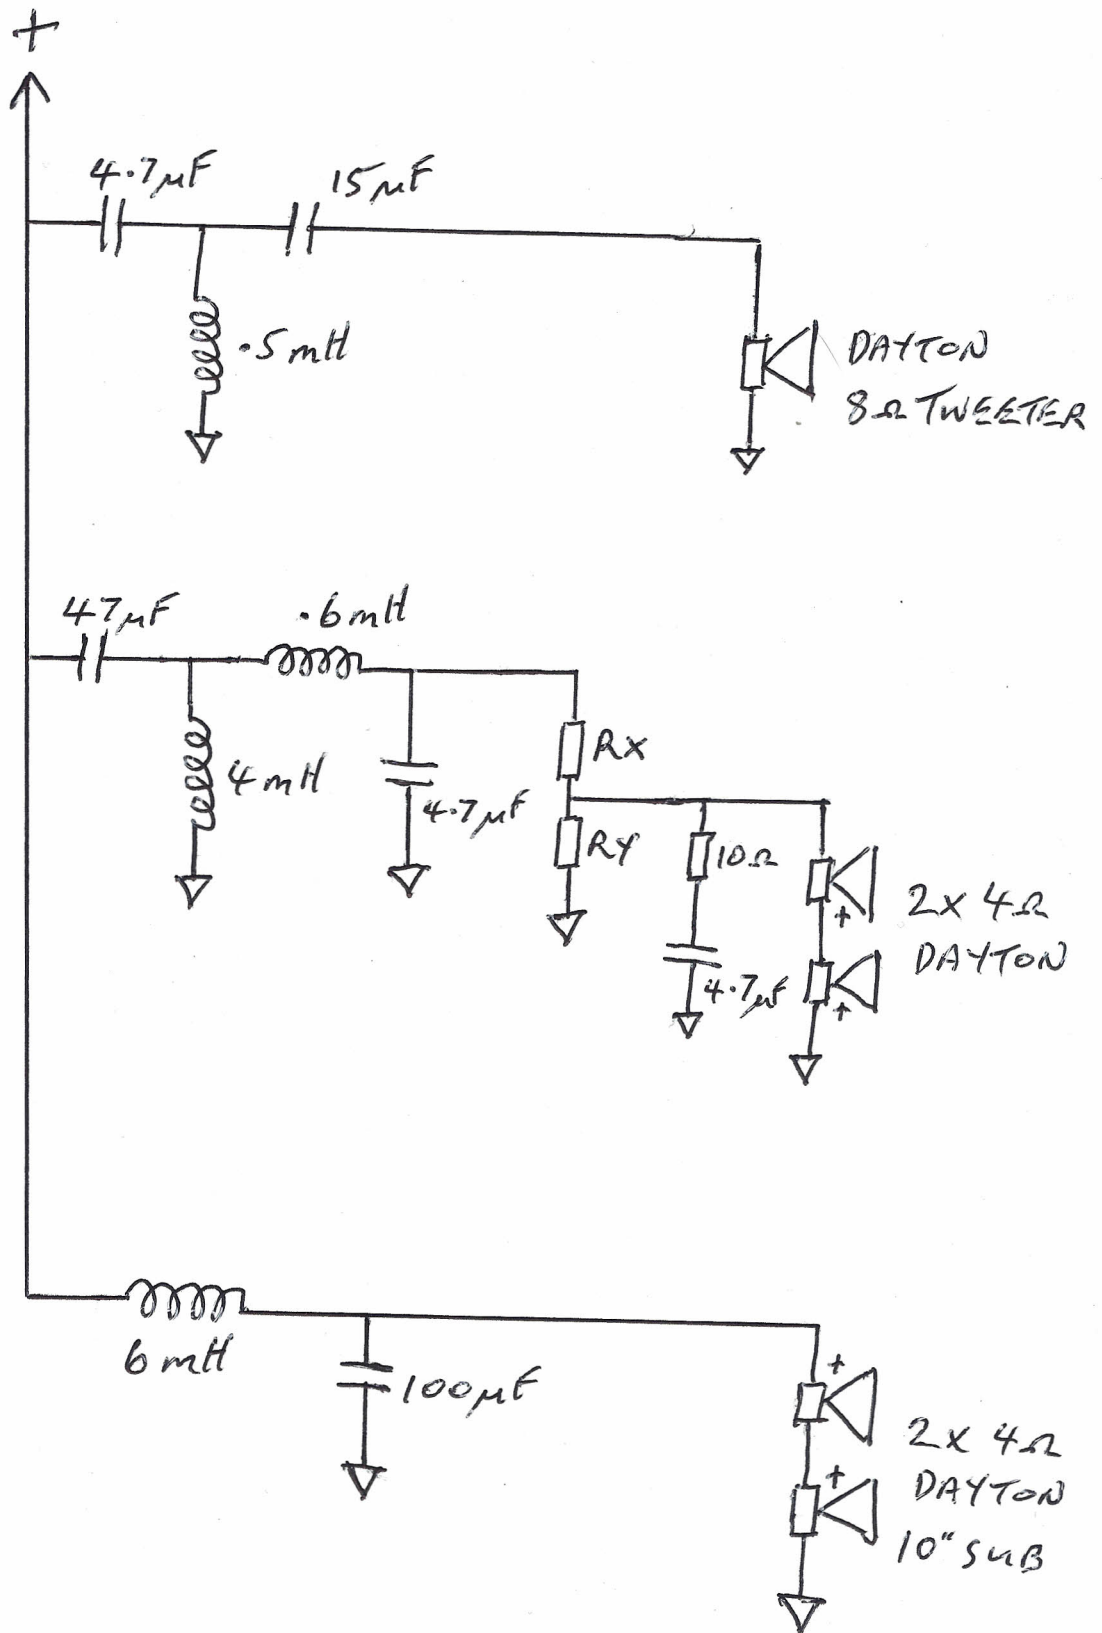 +
4.7µF
15µF
.5mH
DAYTON
8Ω TWEETER
47µF
.6mH
4mH
4.7µF
RX
RY
10Ω
4.7µF
+
+
2X 4Ω
DAYTON
6mH
100µF
+
+
2X 4Ω
DAYTON
10" SUB